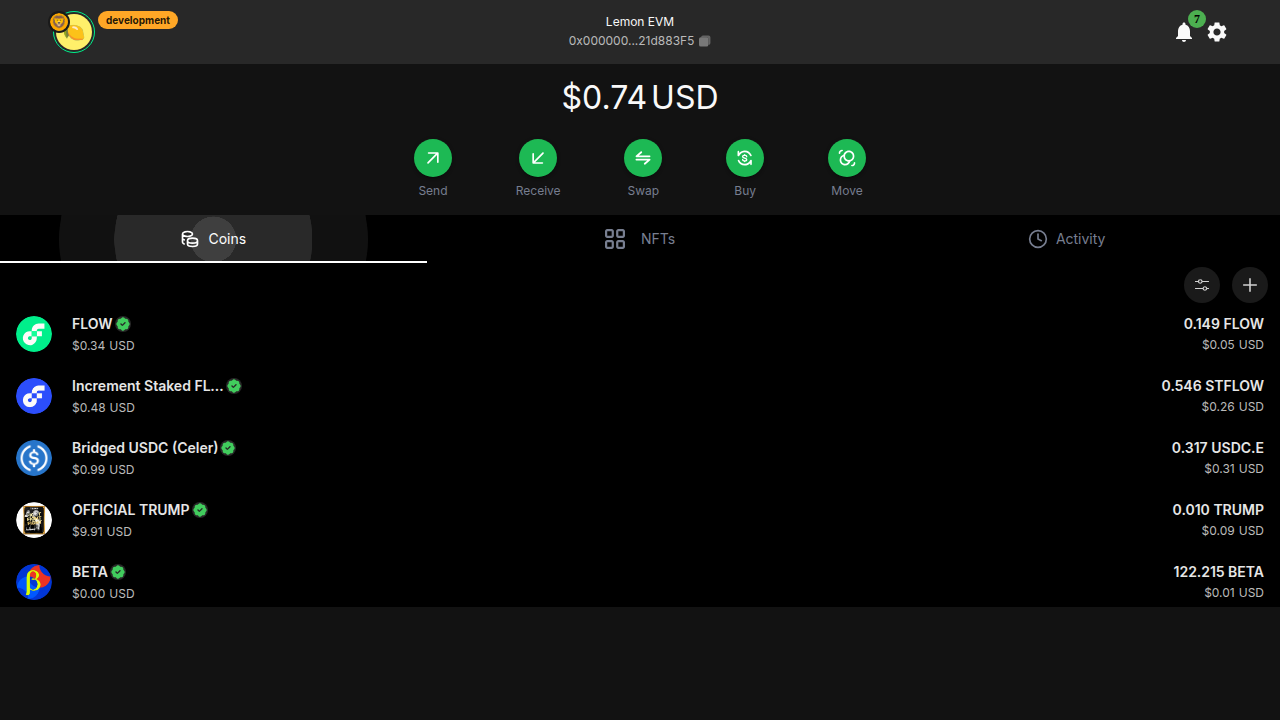 development
Lemon EVM
0x000000...21d883F5
7
$0.74 USD
Send
Receive
Swap
Buy
Move
Coins
NFTs
Activity
FLOW
0.149 FLOW
$0.34 USD
$0.05 USD
Increment Staked FL...
0.546 STFLOW
$0.48 USD
$0.26 USD
Bridged USDC (Celer)
0.317 USDC.E
$0.99 USD
$0.31 USD
OFFICIAL TRUMP
0.010 TRUMP
$9.91 USD
$0.09 USD
BETA
122.215 BETA
$0.00 USD
$0.01 USD